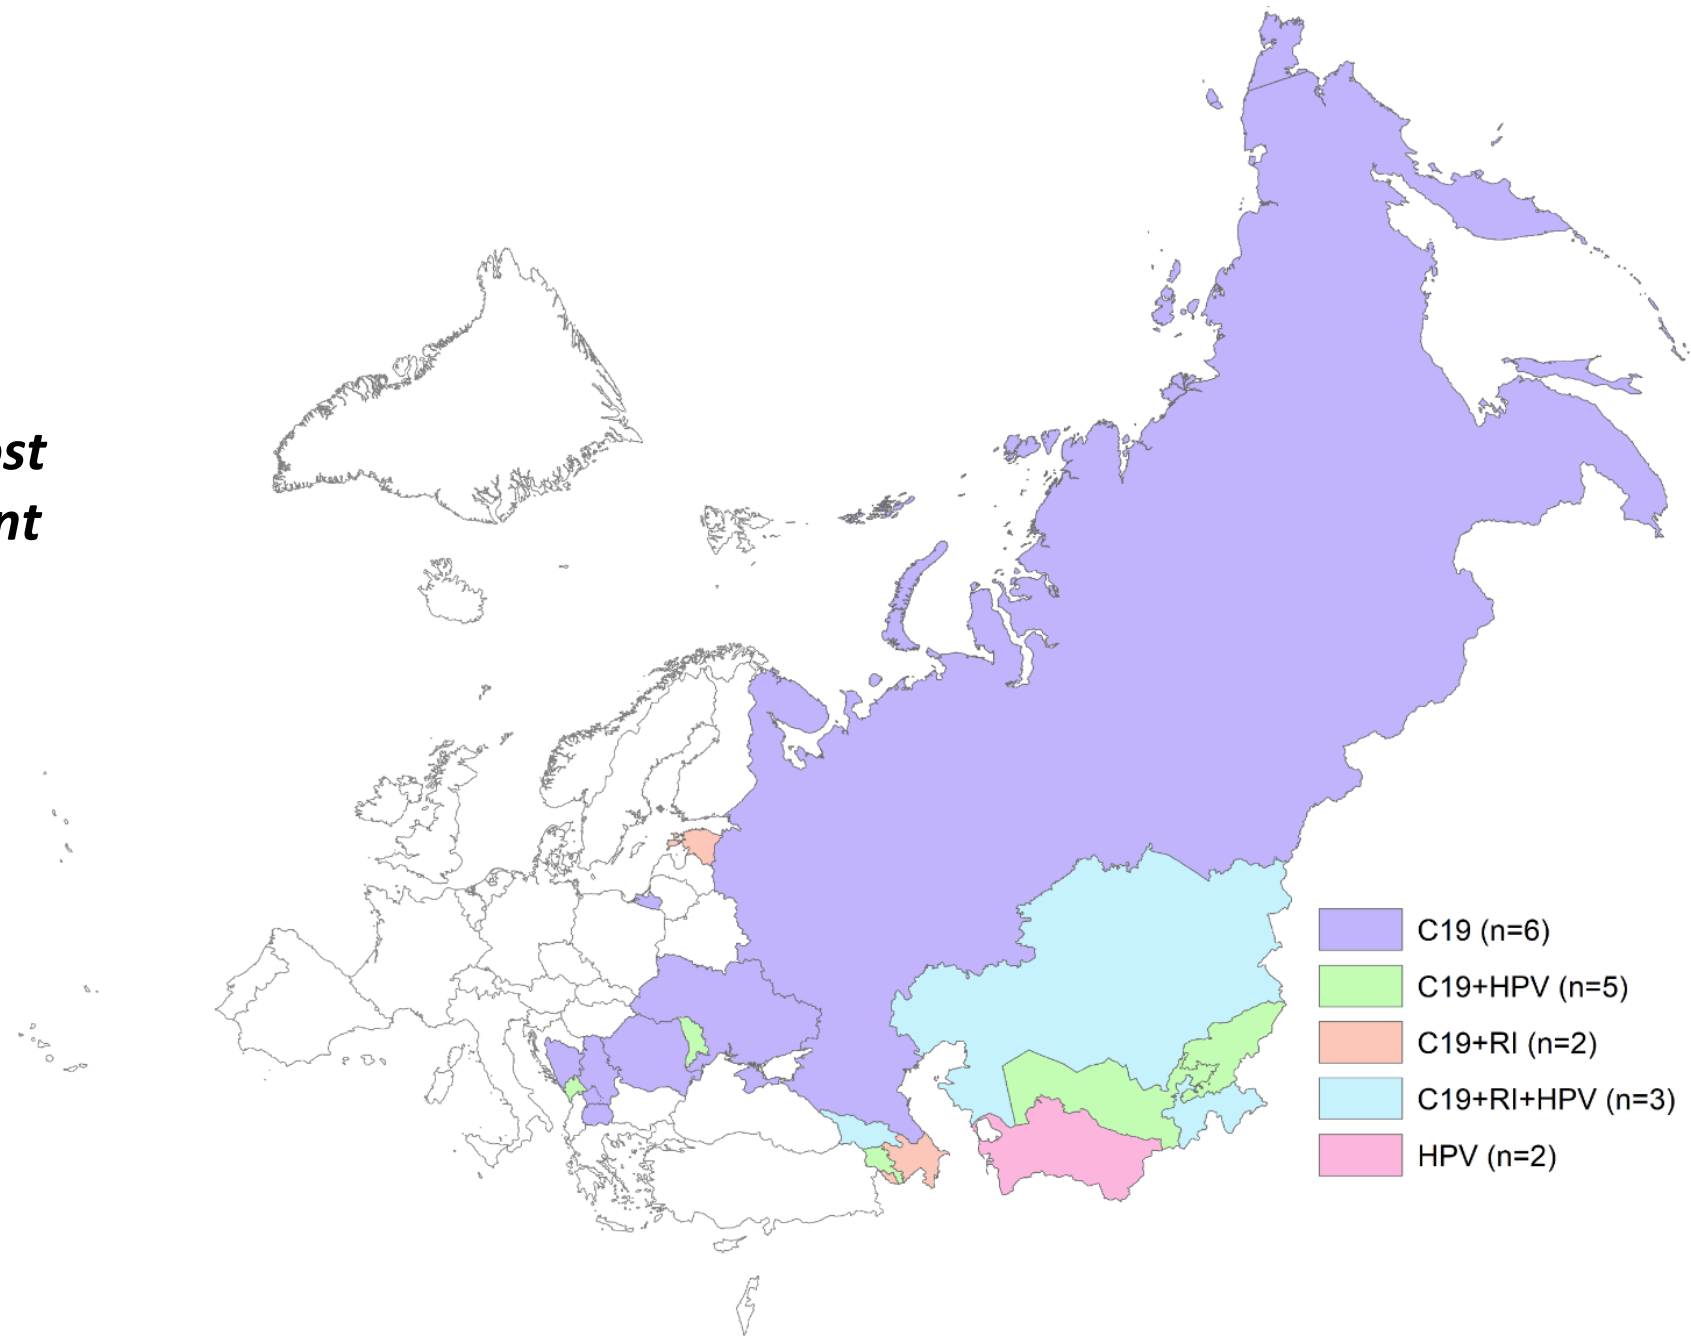 st
nt
C19 (n=6)
C19+HPV (n=5)
C19+RI (n=2)
C19+RI+HPV (n=3)
HPV (n=2)